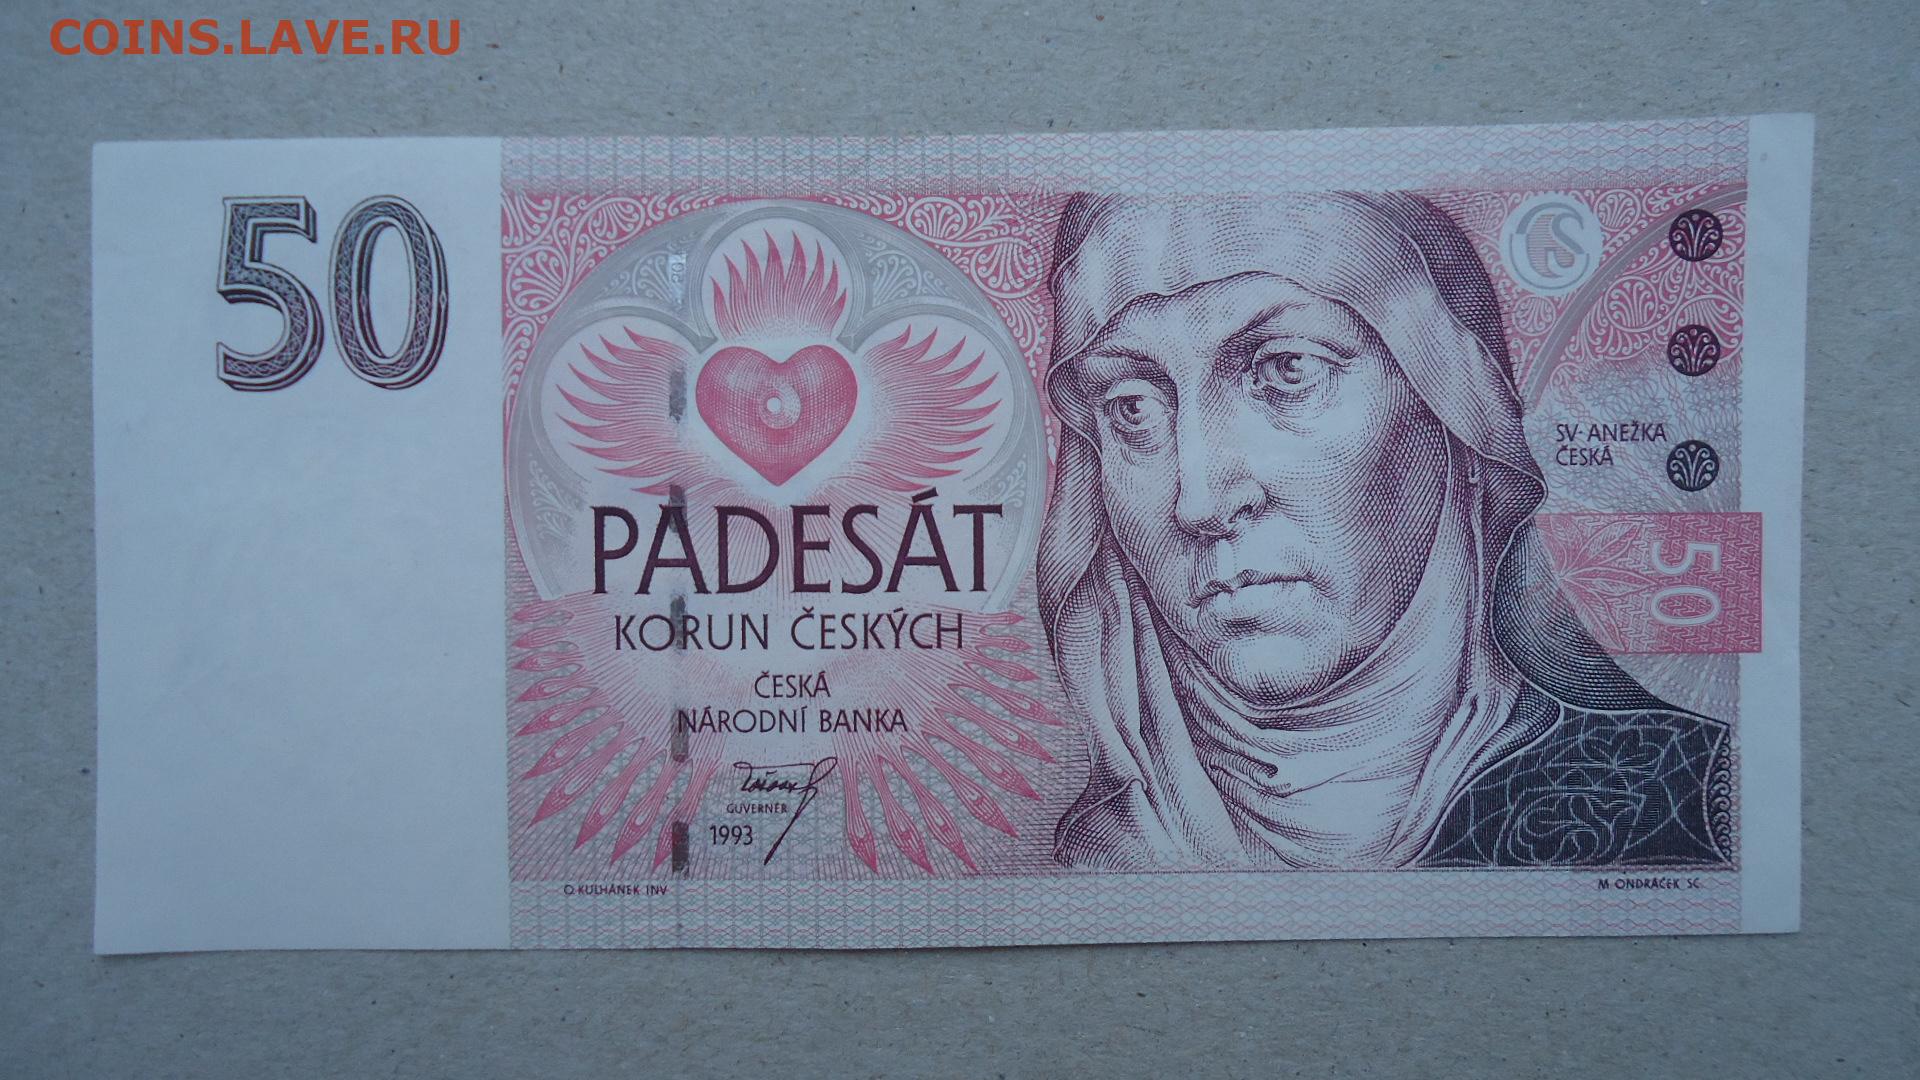 COINS.LAVE.RU
50
PADESÁT
KORUN ČESKÝCH
ČESKÁ
NÁRODNÍ BANKA
GUVERNÉR
1993
O. KULHÁNEK INV.
SV. ANEŽKA
ČESKÁ
50
M. ONDRÁČEK SC.